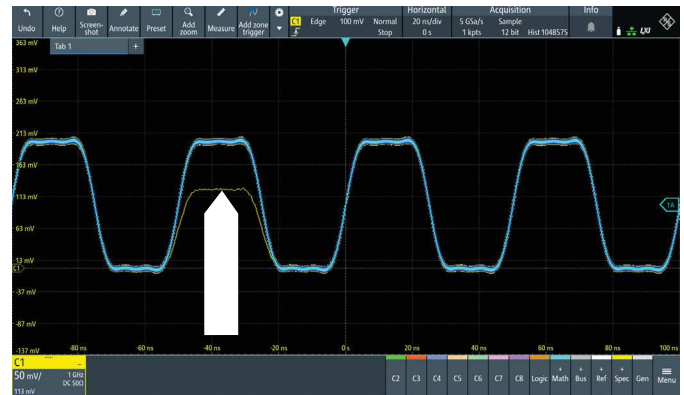 Trigger Horizontal Acquisition Info
Undo Help Screen-shot Annotate Preset Add zoom Measure Add zone trigger
C1 Edge 100 mV Normal 20 ns/div 5 GSa/s Sample
Stop 0 s 1 kpts 12 bit Hist 1048575
LXI
363 mV
Tab 1 +
313 mV
263 mV
213 mV
163 mV
113 mV
TA
63 mV
13 mV
C1
-37 mV
-87 mV
-137 mV
-80 ns -60 ns -40 ns -20 ns 0 s 20 ns 40 ns 60 ns 80 ns 100 ns
C1
50 mV/ 1 GHz
DC 50Ω
113 mV
C2 C3 C4 C5 C6 C7 C8 Logic + Math + Bus + Ref + Spec Gen Menu